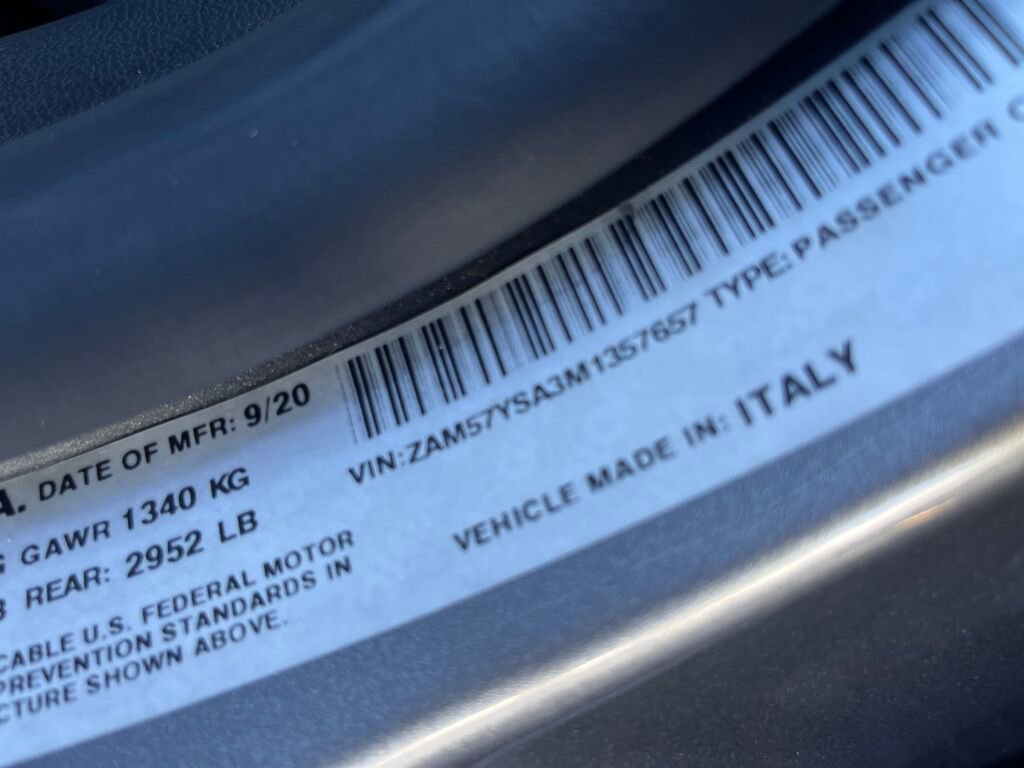 A. DATE OF MFR: 9/20
VIN:ZAM57YSA3M1357657 TYPE: PASSENGER
G GAWR 1340 KG
REAR: 2952 LB
VEHICLE MADE IN: ITALY
CABLE U.S. FEDERAL MOTOR
PREVENTION STANDARDS IN
CTURE SHOWN ABOVE.